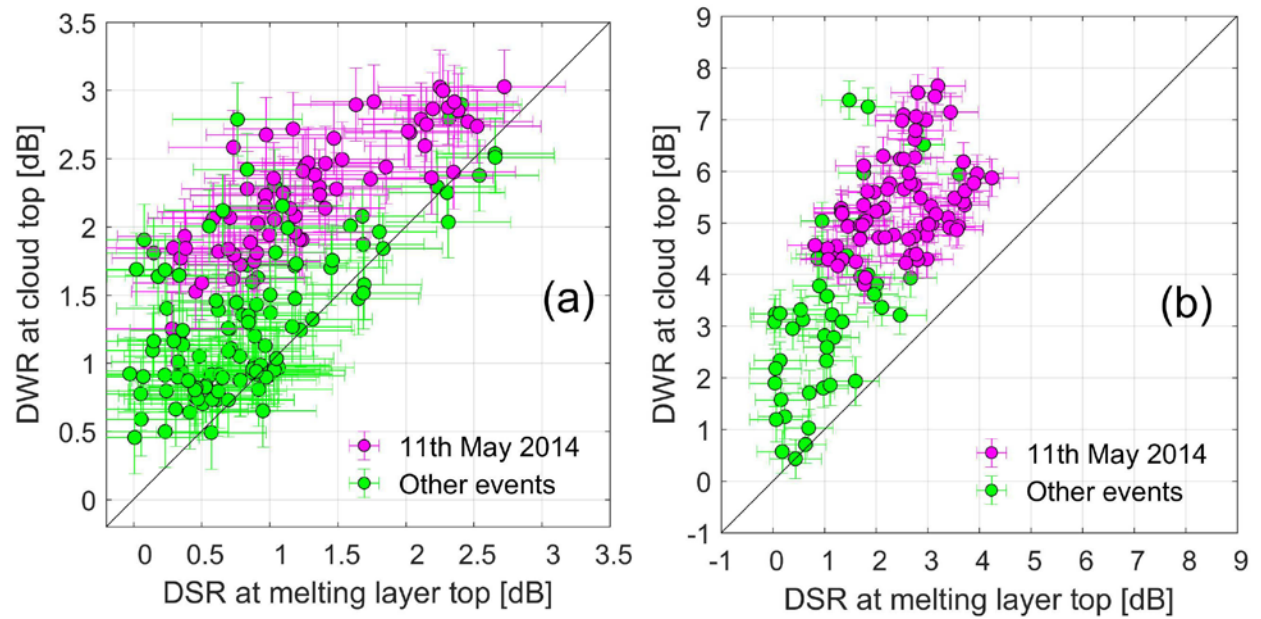 3.5
3
2.5
2
1.5
1
0.5
0
DWR at cloud top [dB]
(a)
11th May 2014
Other events
0 0.5 1 1.5 2 2.5 3 3.5
DSR at melting layer top [dB]
9
8
7
6
5
4
3
2
1
0
-1
DWR at cloud top [dB]
(b)
11th May 2014
Other events
-1 0 1 2 3 4 5 6 7 8 9
DSR at melting layer top [dB]